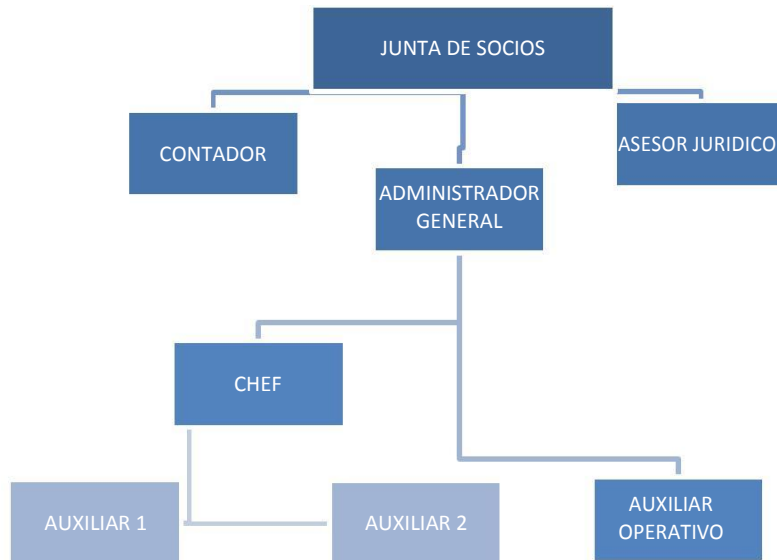 JUNTA DE SOCIOS
CONTADOR
ASESOR JURIDICO
ADMINISTRADOR
GENERAL
CHEF
AUXILIAR 1
AUXILIAR 2
AUXILIAR
OPERATIVO